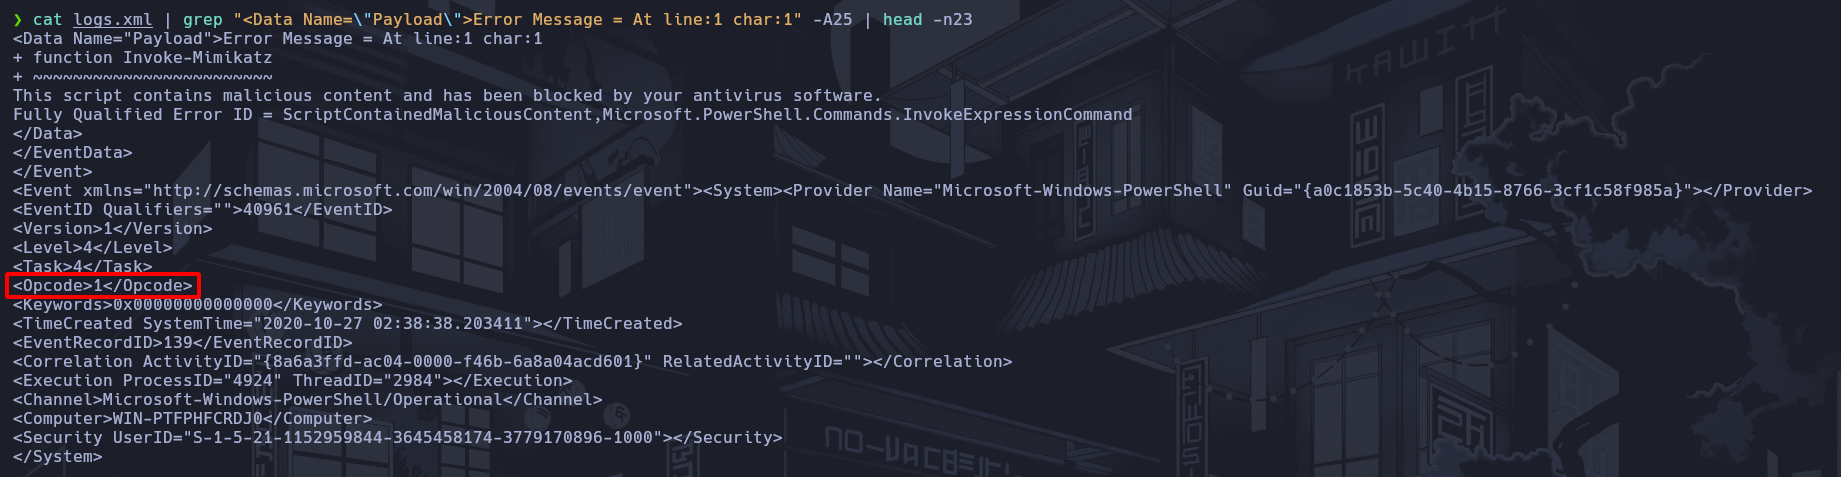 ❯ cat logs.xml | grep "<Data Name=\"Payload\">Error Message = At line:1 char:1" -A25 | head -n23
<Data Name="Payload">Error Message = At line:1 char:1
+ function Invoke-Mimikatz
+ ~~~~~~~~~~~~~~~~~~~~~~~~
This script contains malicious content and has been blocked by your antivirus software.
Fully Qualified Error ID = ScriptContainedMaliciousContent,Microsoft.PowerShell.Commands.InvokeExpressionCommand
</Data>
</EventData>
</Event>
<Event xmlns="http://schemas.microsoft.com/win/2004/08/events/event"><System><Provider Name="Microsoft-Windows-PowerShell" Guid="{a0c1853b-5c40-4b15-8766-3cf1c58f985a}"></Provider>
<EventID Qualifiers="">40961</EventID>
<Version>1</Version>
<Level>4</Level>
<Task>4</Task>
<Opcode>1</Opcode>
<Keywords>0x00000000000000</Keywords>
<TimeCreated SystemTime="2020-10-27 02:38:38.203411"></TimeCreated>
<EventRecordID>139</EventRecordID>
<Correlation ActivityID="{8a6a3ffd-ac04-0000-f46b-6a8a04acd601}" RelatedActivityID=""></Correlation>
<Execution ProcessID="4924" ThreadID="2984"></Execution>
<Channel>Microsoft-Windows-PowerShell/Operational</Channel>
<Computer>WIN-PTFPHFCRDJ0</Computer>
<Security UserID="S-1-5-21-1152959844-3645458174-3779170896-1000"></Security>
</System>